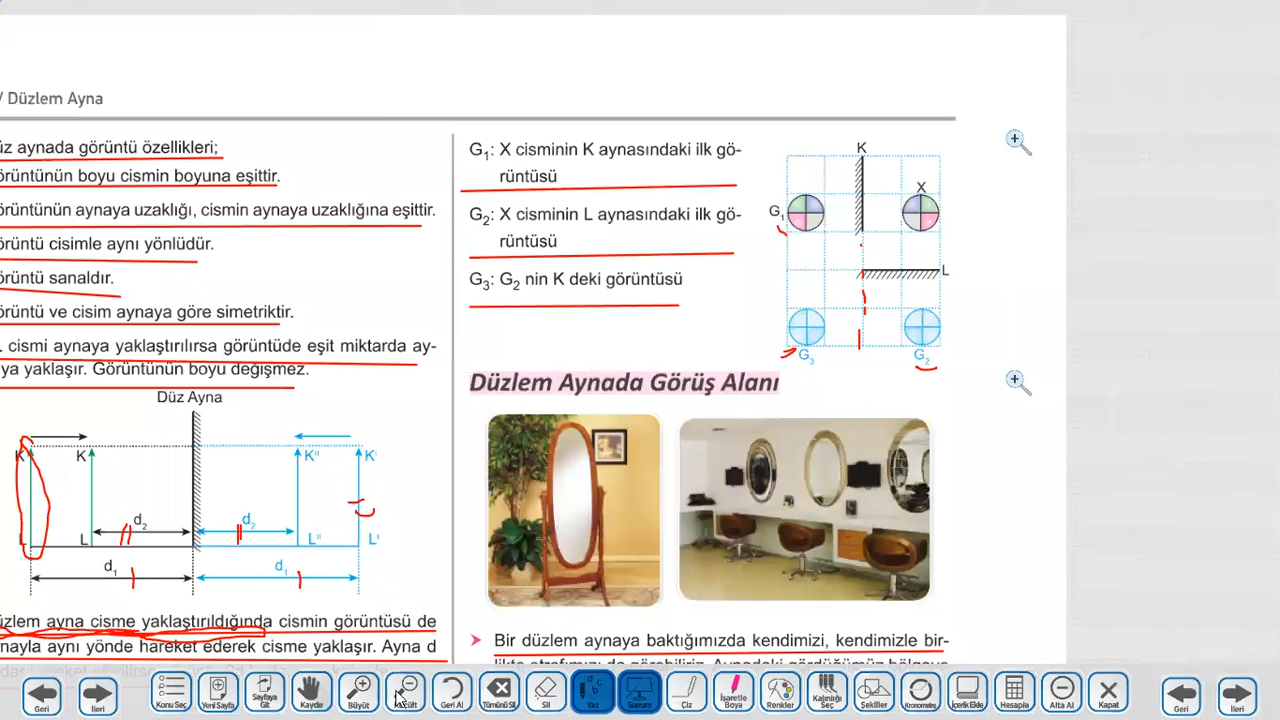 / Düzlem Ayna
üz aynada görüntü özellikleri;
örüntünün boyu cismin boyuna eşittir.
örüntünün aynaya uzaklığı, cismin aynaya uzaklığına eşittir.
örüntü cisimle aynı yönlüdür.
örüntü sanaldır.
örüntü ve cisim aynaya göre simetriktir.
. cismi aynaya yaklaştırılırsa görüntüde eşit miktarda ay-
ya yaklaşır. Görüntünün boyu değişmez.
Düz Ayna
K K K'' K'
d2 d2
L L L'' L'
d1 d1
üzlem ayna cisme yaklaştırıldığında cismin görüntüsü de
nayla aynı yönde hareket ederek cisme yaklaşır. Ayna d
G1: X cisminin K aynasındaki ilk gö-
rüntüsü
G2: X cisminin L aynasındaki ilk gö-
rüntüsü
G3: G2 nin K deki görüntüsü
K
X
G1
L
G3 G2
Düzlem Aynada Görüş Alanı
Bir düzlem aynaya baktığımızda kendimizi, kendimizle bir-
Geri
İleri
Konu Seç
Yeni Sayfa
Sayfaya Git
Kaydır
Büyüt
Geri Al
Tümünü Sil
Sil
Yaz
Sunum
Çiz
İşaretle Boya
Renkler
Kalınlığı Seç
Şekiller
Kronometre
İçerik Ekle
Hesapla
Alta Al
Kapat
Geri
İleri